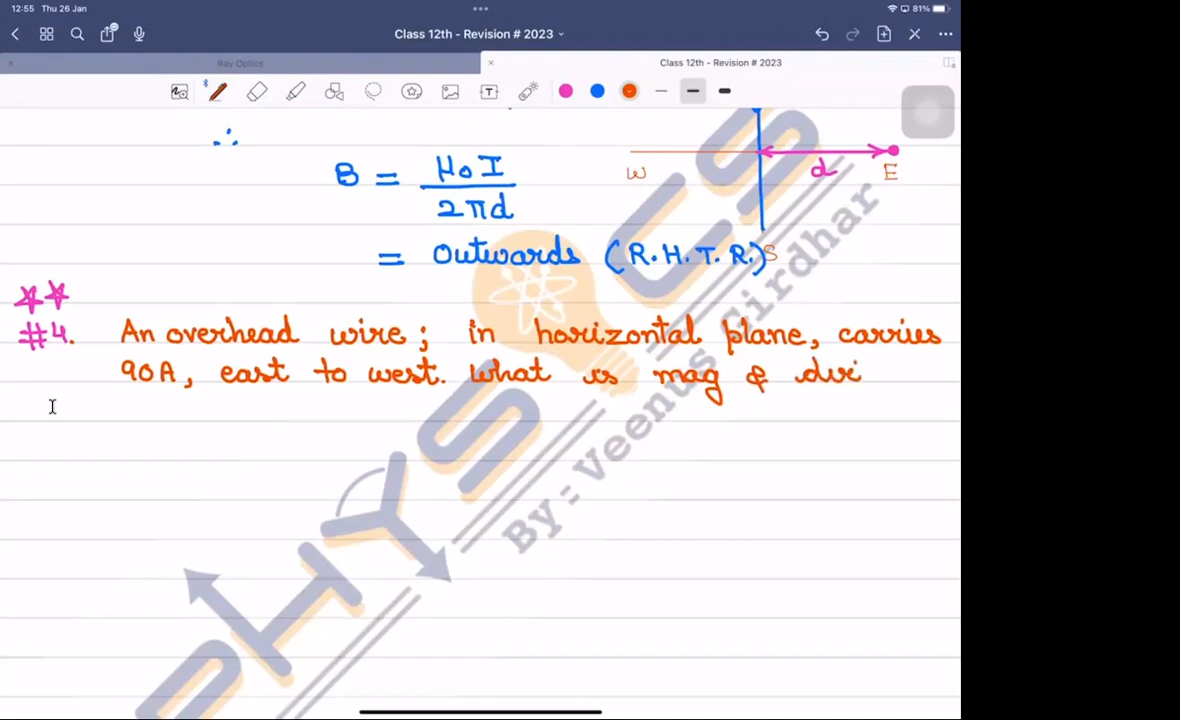 12:55 Thu 26 Jan
81%
Class 12th - Revision # 2023
Ray Optics
Class 12th - Revision # 2023
∴
B = μ₀I / 2πd
W
d
E
= Outwards (R.H.T.R.)
S
#4. An overhead wire; in horizontal plane, carries
90A, east to west. What is mag & dir
PHYSICS
By:- Veenus Girdhar